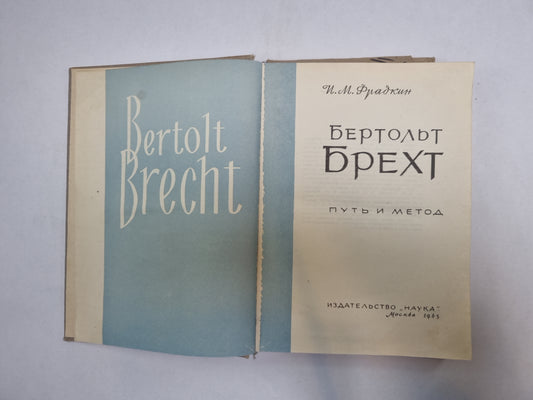 Bertolt
Brecht
И. М. Фрадкин
БЕРТОЛЬТ
БРЕХТ
ПУТЬ И МЕТОД
ИЗДАТЕЛЬСТВО „НАУКА“
Москва 1965